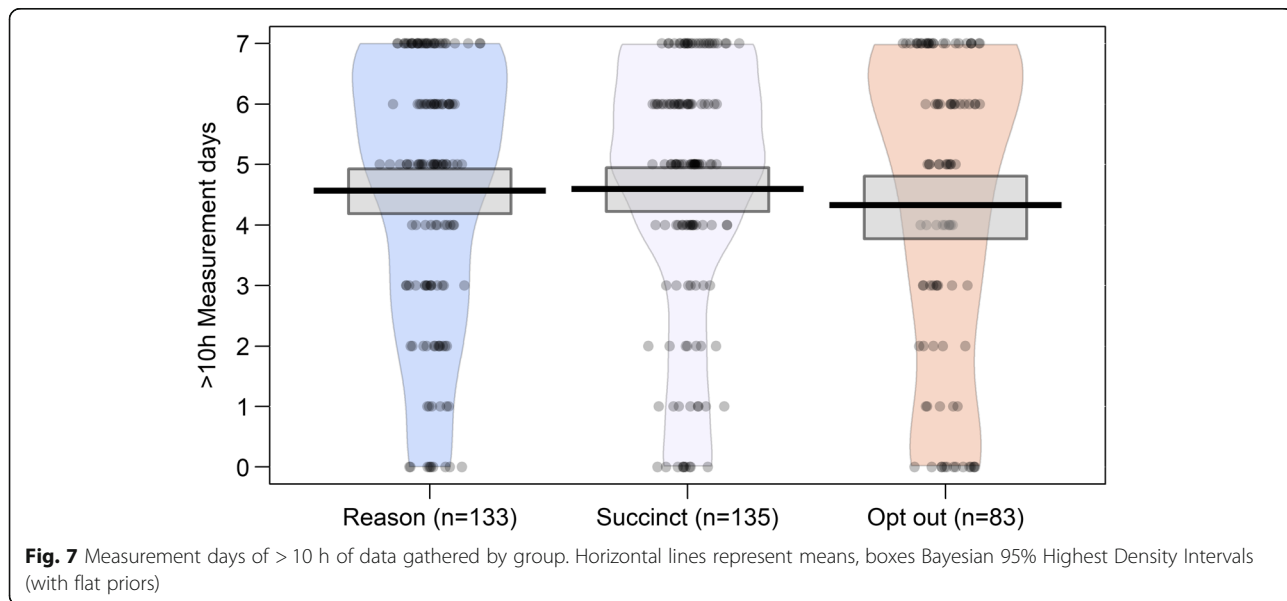 7
6
5
4
3
2
1
0
>10h Measurement days
Reason (n=133) Succinct (n=135) Opt out (n=83)
Fig. 7 Measurement days of > 10 h of data gathered by group. Horizontal lines represent means, boxes Bayesian 95% Highest Density Intervals
(with flat priors)